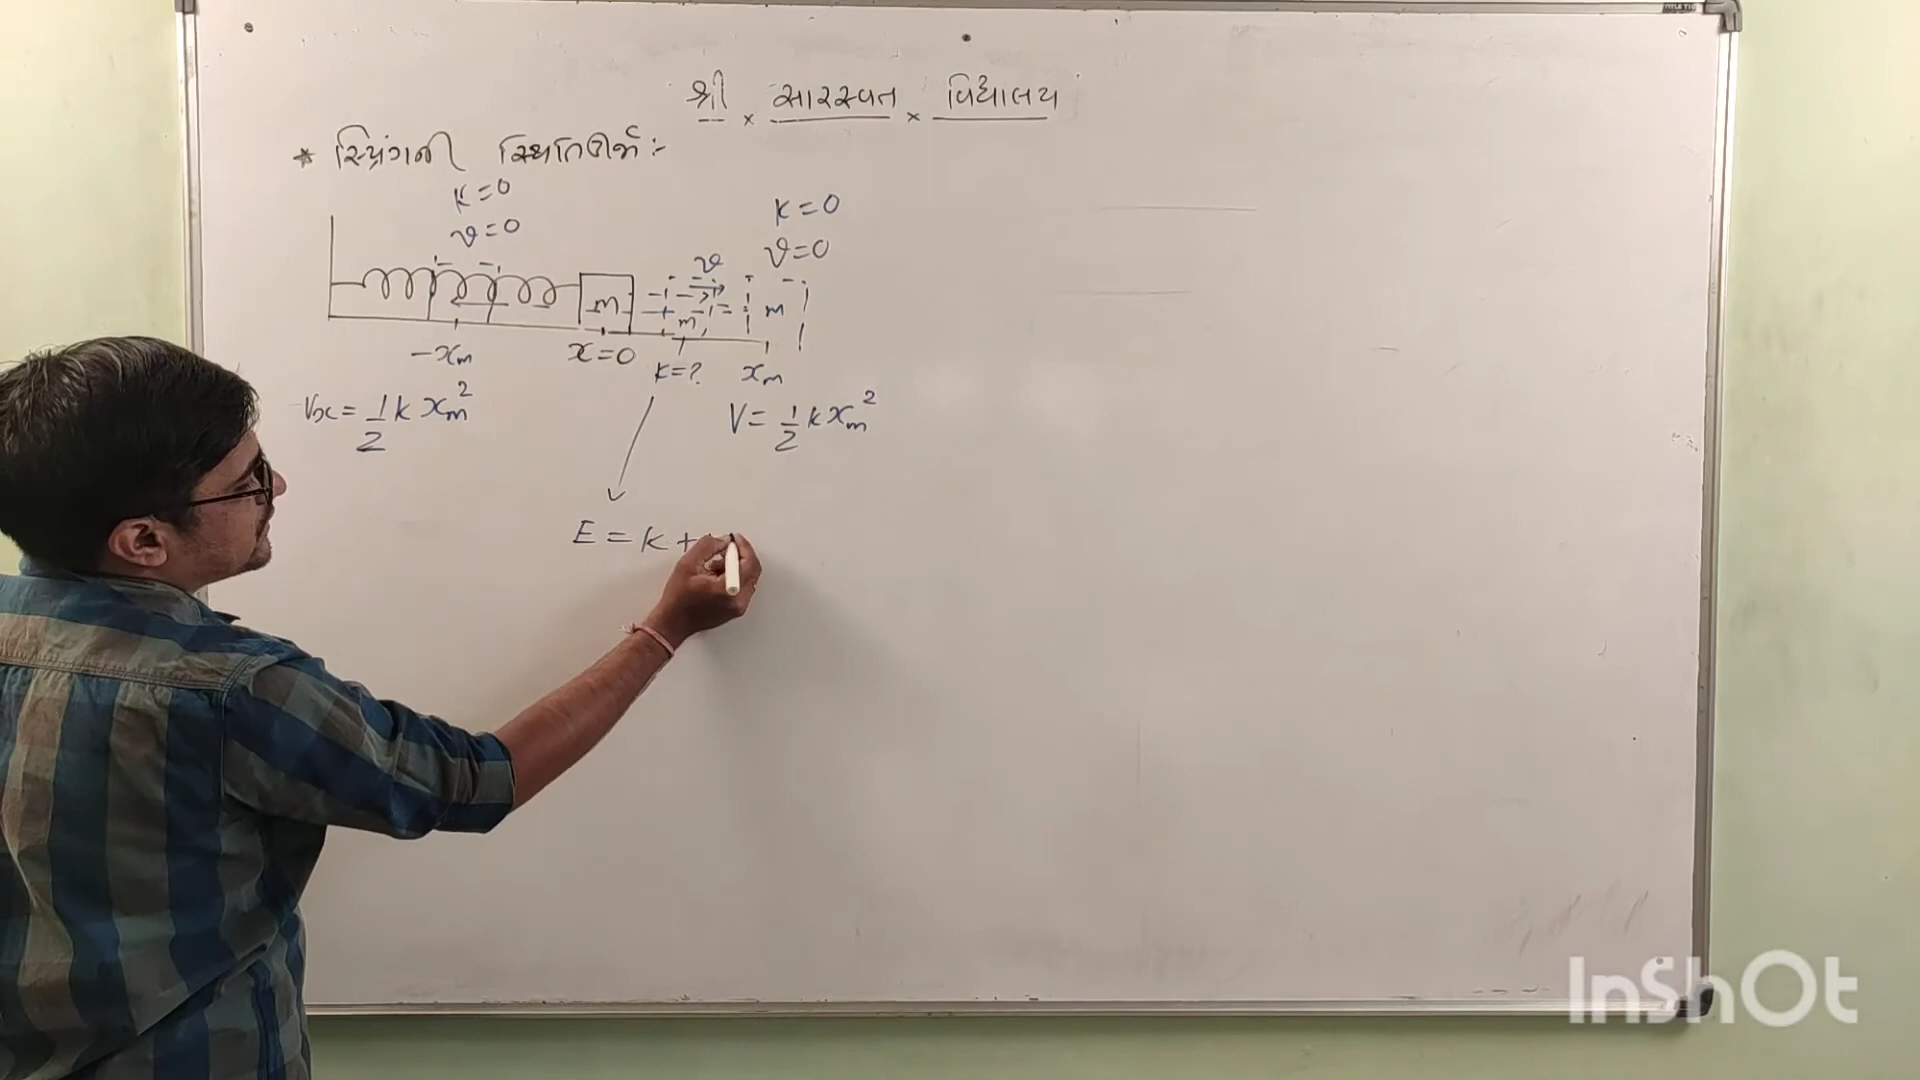 શ્રી × સારસ્વત × વિદ્યાલય
* સ્પ્રિંગની સ્થિતિઊર્જા :-
K=0
v=0
K=0
v=0
v
m
m
m
-xₘ
x=0
K=?
xₘ
Vx = 1/2 k xₘ²
V = 1/2 k xₘ²
E = K +
InShOt